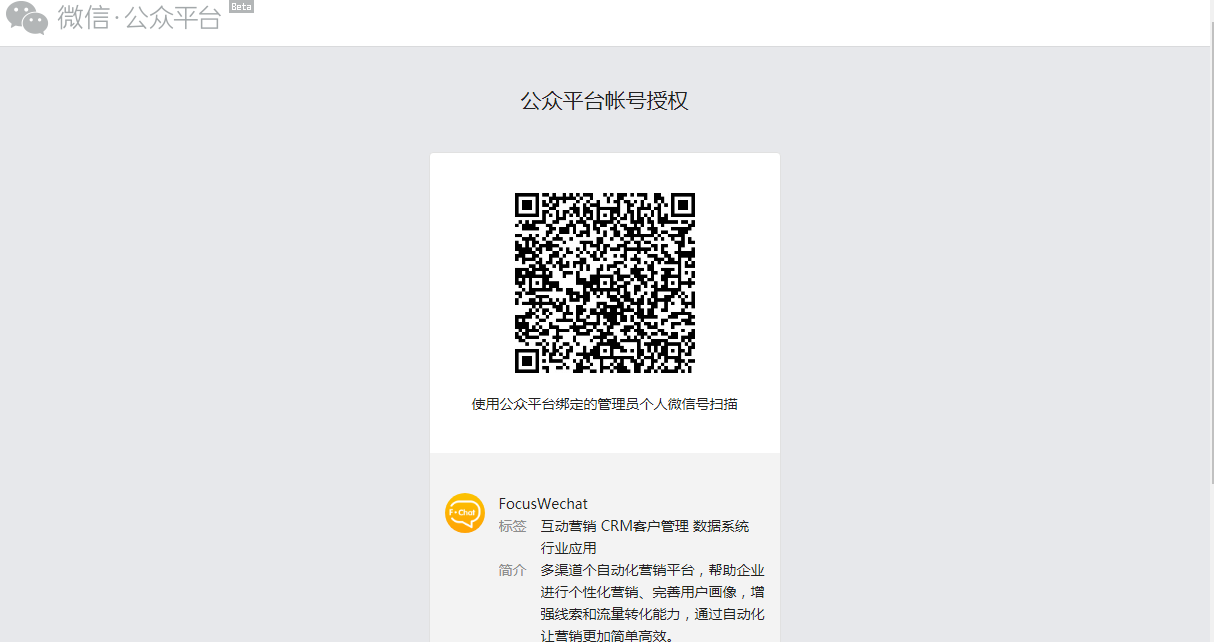 微信·公众平台 Beta
公众平台帐号授权
使用公众平台绑定的管理员个人微信号扫描
F-Chat
FocusWechat
标签 互动营销 CRM客户管理 数据系统
行业应用
简介 多渠道个自动化营销平台，帮助企业
进行个性化营销、完善用户画像，增
强线索和流量转化能力，通过自动化
让营销更加简单高效。